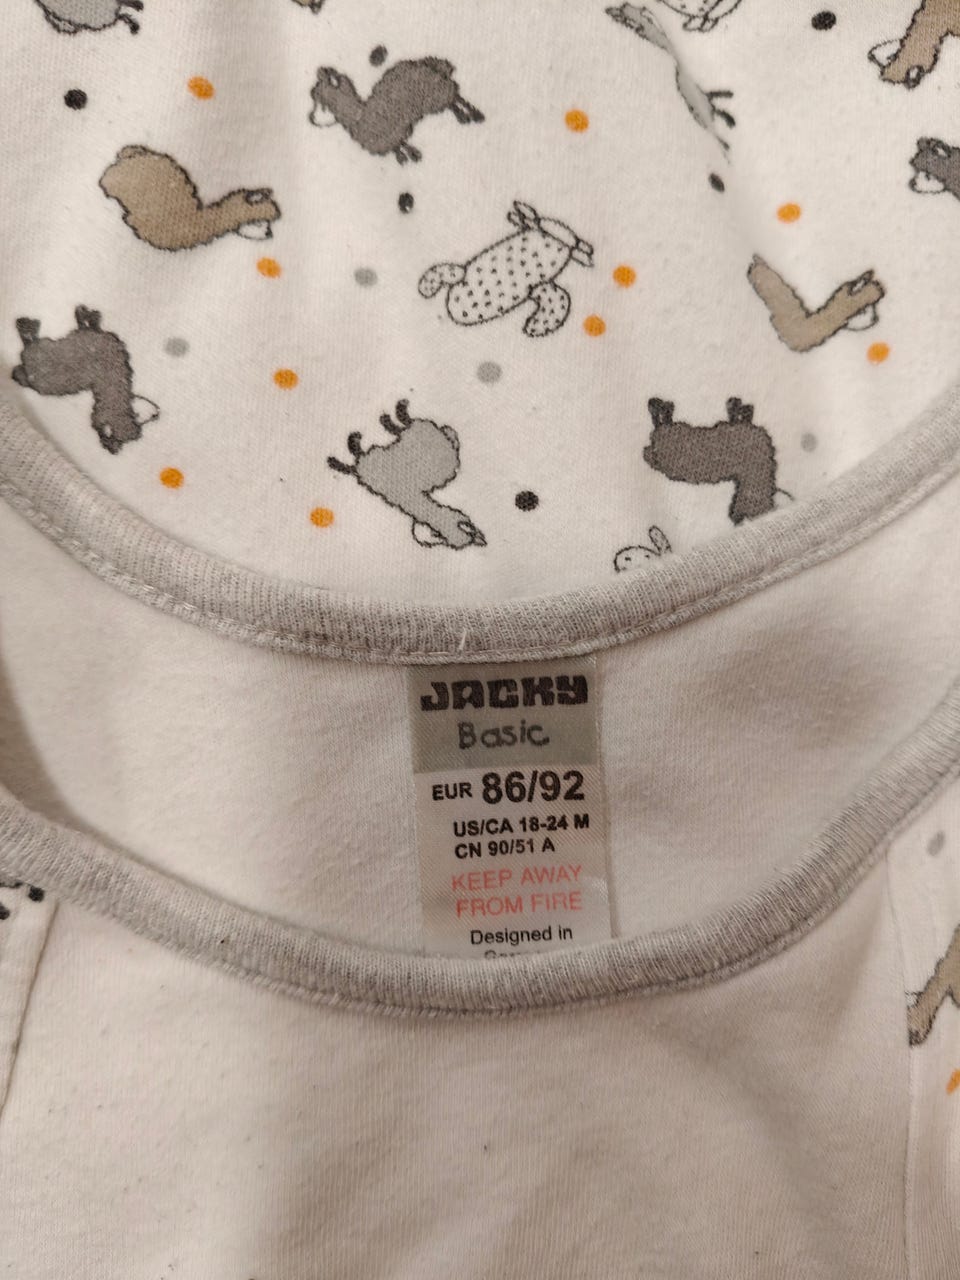 JACKY
Basic
EUR 86/92
US/CA 18-24 M
CN 90/51 A
KEEP AWAY
FROM FIRE
Designed in